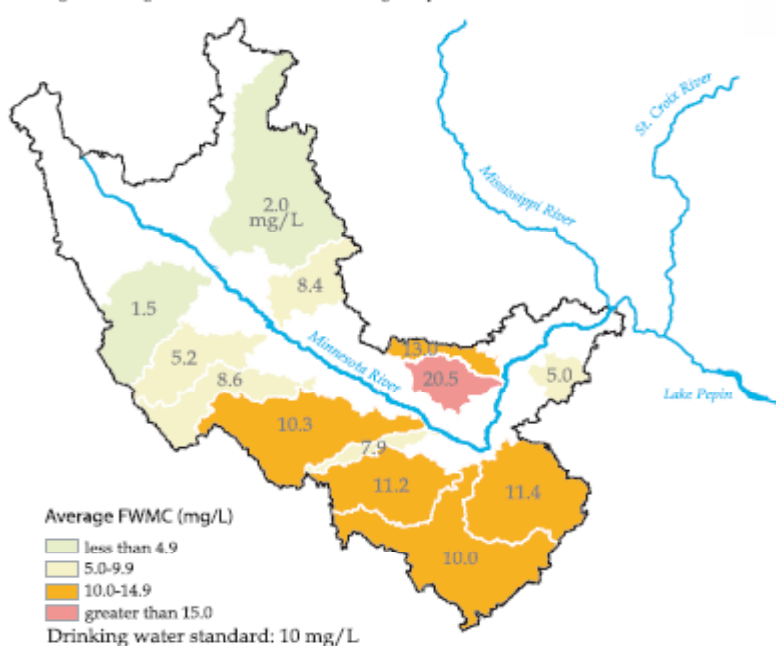 St. Croix River
Mississippi River
2.0
mg/L
8.4
1.5
13.0
5.2
Minnesota River
20.5
5.0
8.6
Lake Pepin
10.3
7.9
11.2
11.4
10.0
Average FWMC (mg/L)
less than 4.9
5.0-9.9
10.0-14.9
greater than 15.0
Drinking water standard: 10 mg/L